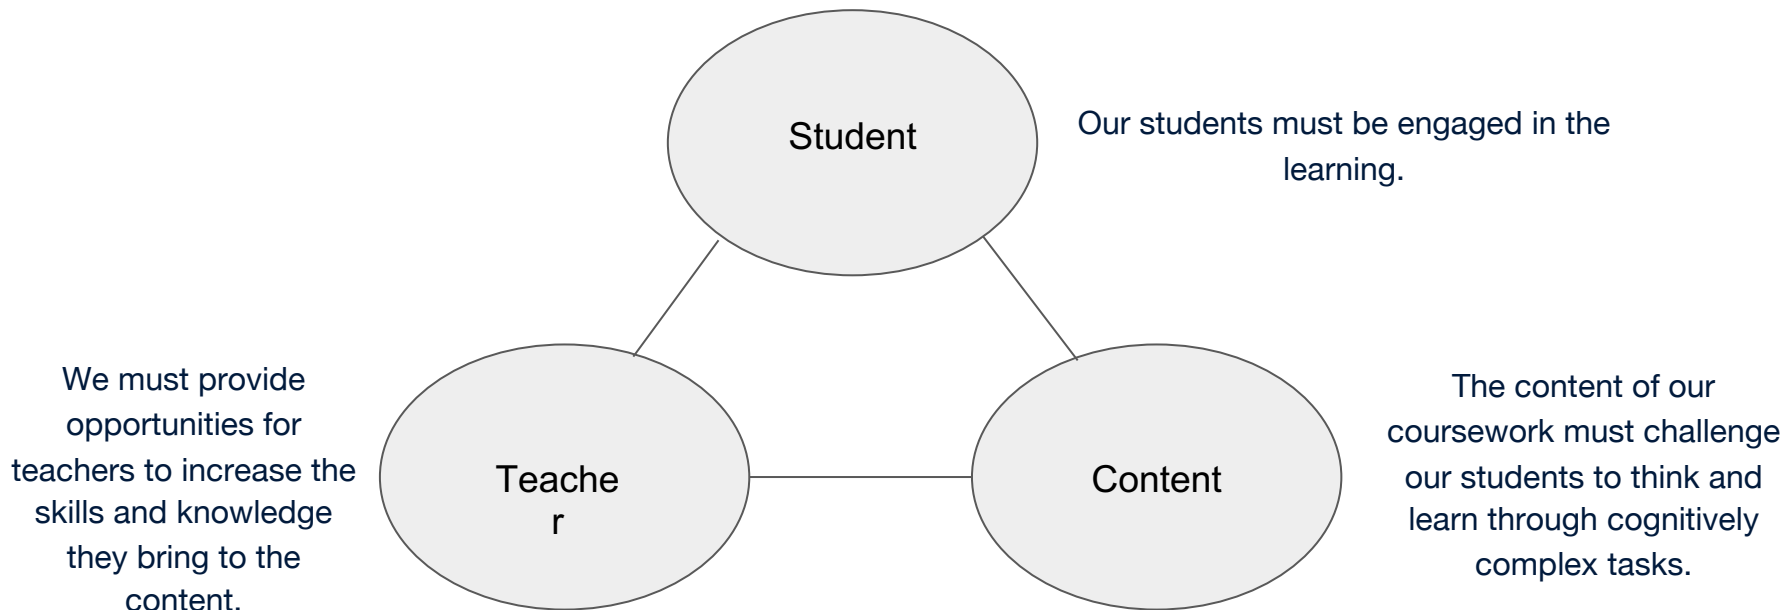 Student
Our students must be engaged in the
learning.
We must provide
opportunities for
teachers to increase the
skills and knowledge
they bring to the
content.
Teache
r
Content
The content of our
coursework must challenge
our students to think and
learn through cognitively
complex tasks.